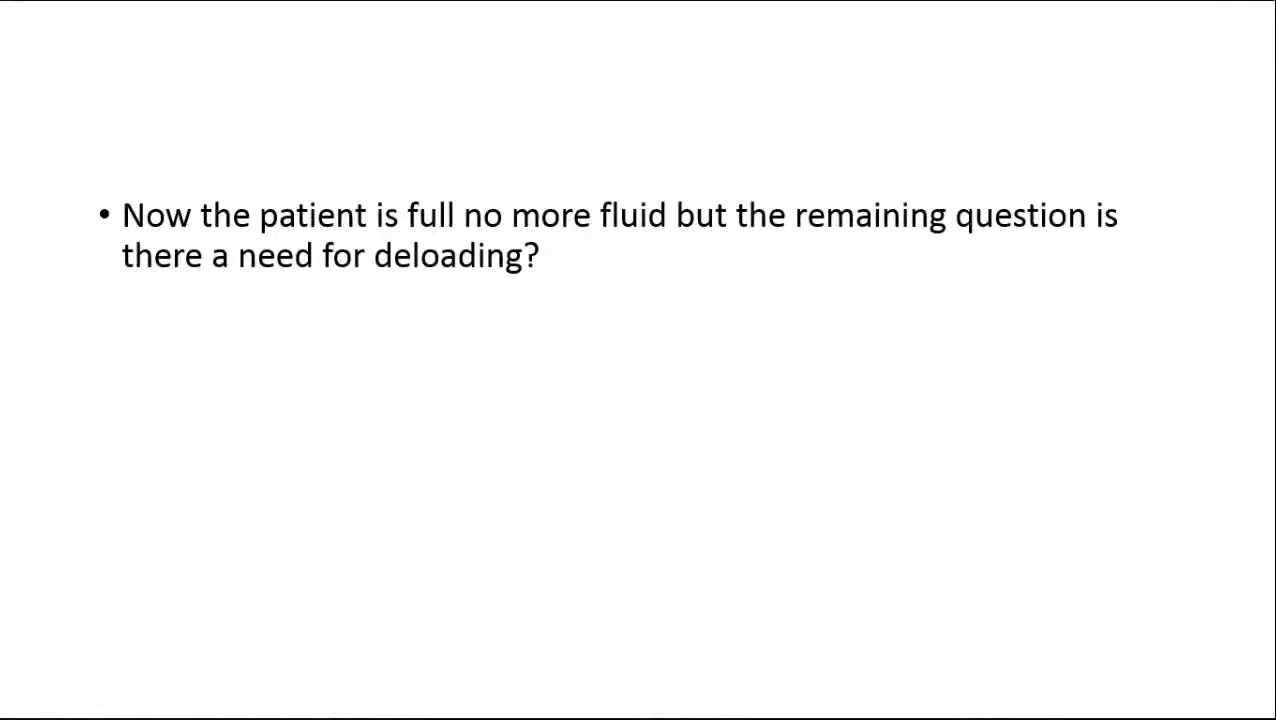 • Now the patient is full no more fluid but the remaining question is
there a need for deloading?